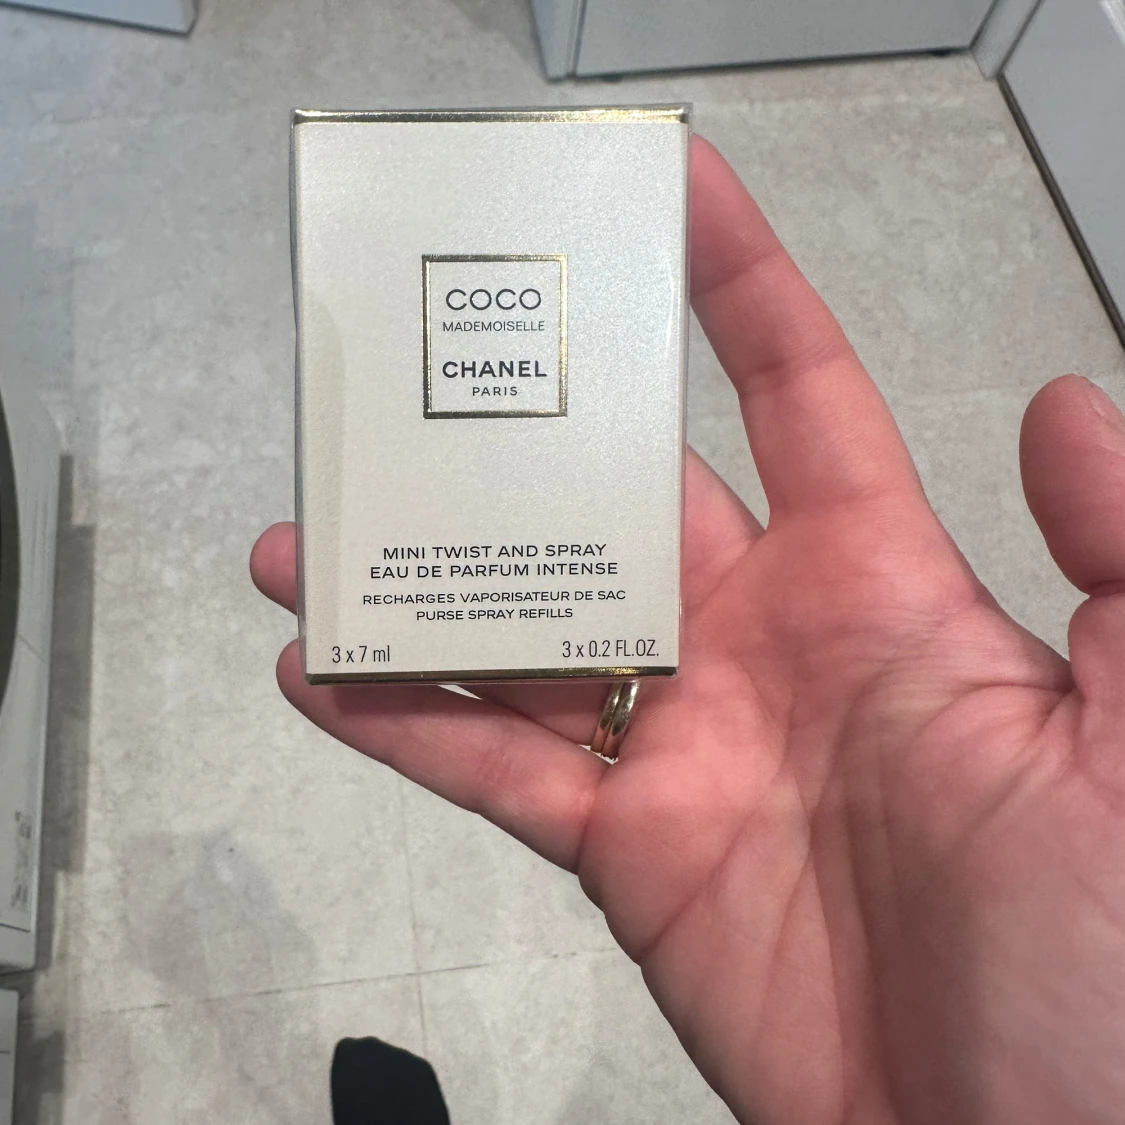 COCO
MADEMOISELLE
CHANEL
PARIS
MINI TWIST AND SPRAY
EAU DE PARFUM INTENSE
RECHARGES VAPORISATEUR DE SAC
PURSE SPRAY REFILLS
3 x 7 ml 3 x 0.2 FL.OZ.